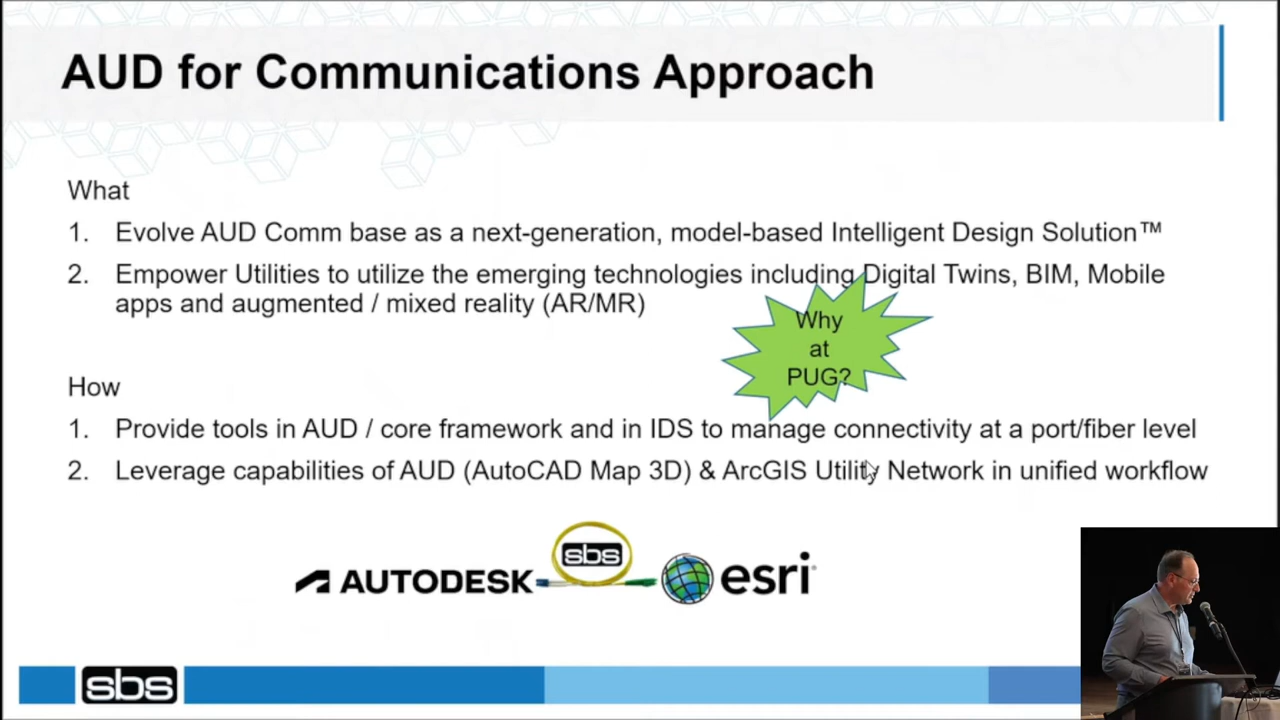 AUD for Communications Approach
What
1. Evolve AUD Comm base as a next-generation, model-based Intelligent Design Solution™
2. Empower Utilities to utilize the emerging technologies including Digital Twins, BIM, Mobile
apps and augmented / mixed reality (AR/MR)
Why
at
PUG?
How
1. Provide tools in AUD / core framework and in IDS to manage connectivity at a port/fiber level
2. Leverage capabilities of AUD (AutoCAD Map 3D) & ArcGIS Utility Network in unified workflow
AUTODESK sbs esri
sbs